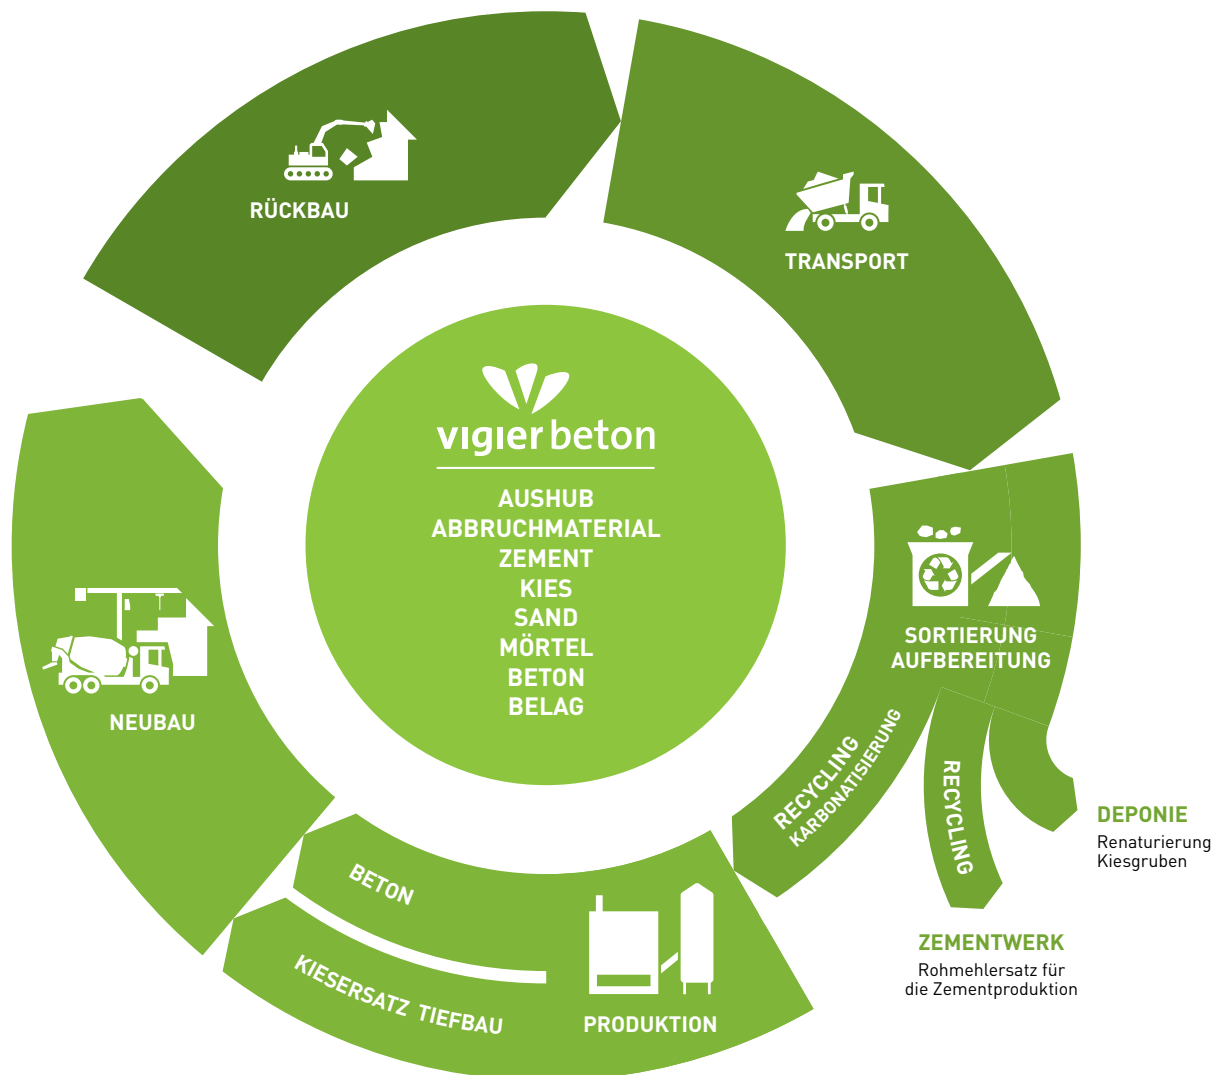 RÜCKBAU
TRANSPORT
vigier beton
AUSHUB
ABBRUCHMATERIAL
ZEMENT
KIES
SAND
MÖRTEL
BETON
BELAG
SORTIERUNG
AUFBEREITUNG
RECYCLING
KARBONATISIERUNG
RECYCLING
DEPONIE
Renaturierung
Kiesgruben
ZEMENTWERK
Rohmehlersatz für
die Zementproduktion
PRODUKTION
BETON
KIESERSATZ TIEFBAU
NEUBAU